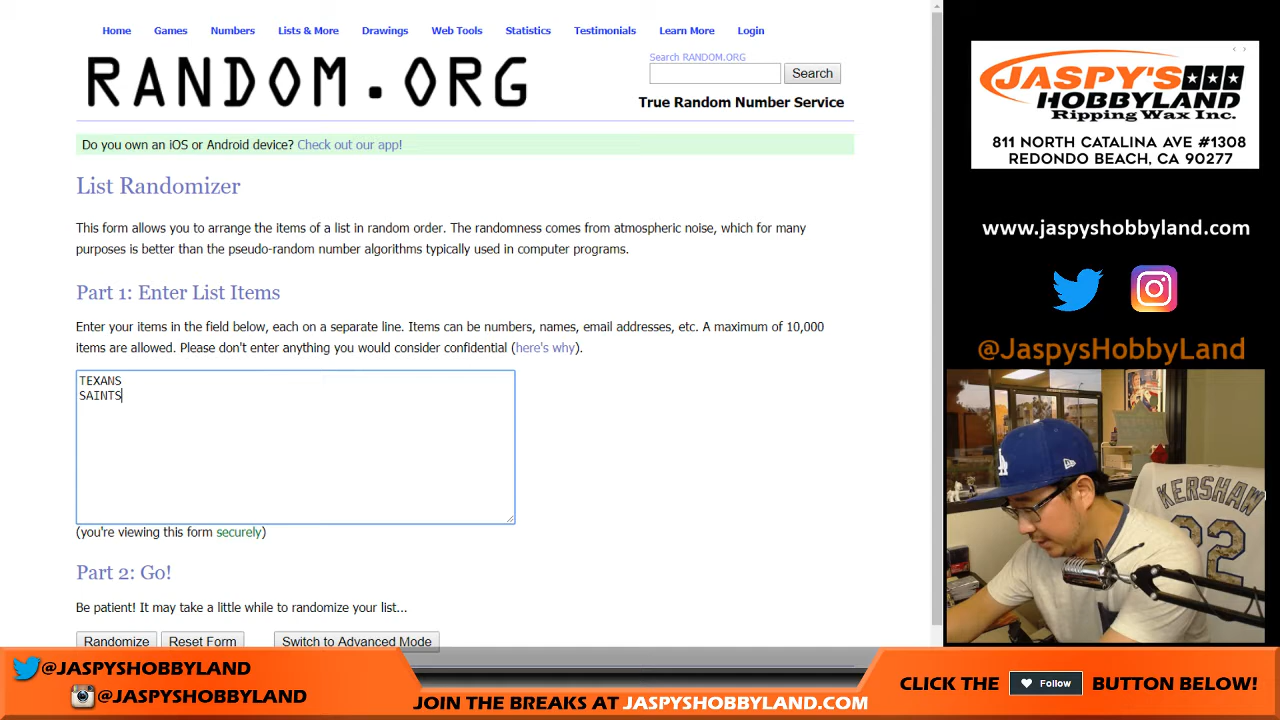 Home Games Numbers Lists & More Drawings Web Tools Statistics Testimonials Learn More Login
RANDOM.ORG
Search RANDOM.ORG
Search
True Random Number Service
Do you own an iOS or Android device? Check out our app!
List Randomizer
This form allows you to arrange the items of a list in random order. The randomness comes from atmospheric noise, which for many
purposes is better than the pseudo-random number algorithms typically used in computer programs.
Part 1: Enter List Items
Enter your items in the field below, each on a separate line. Items can be numbers, names, email addresses, etc. A maximum of 10,000
items are allowed. Please don't enter anything you would consider confidential (here's why).
TEXANS
SAINTS
(you're viewing this form securely)
Part 2: Go!
Be patient! It may take a little while to randomize your list...
Randomize Reset Form Switch to Advanced Mode
JASPY'S
HOBBYLAND
Ripping Wax Inc.
811 NORTH CATALINA AVE #1308
REDONDO BEACH, CA 90277
www.jaspyshobbyland.com
@JaspysHobbyLand
KERSHAW
22
@JASPYSHOBBYLAND
@JASPYSHOBBYLAND
JOIN THE BREAKS AT JASPYSHOBBYLAND.COM
CLICK THE Follow BUTTON BELOW!